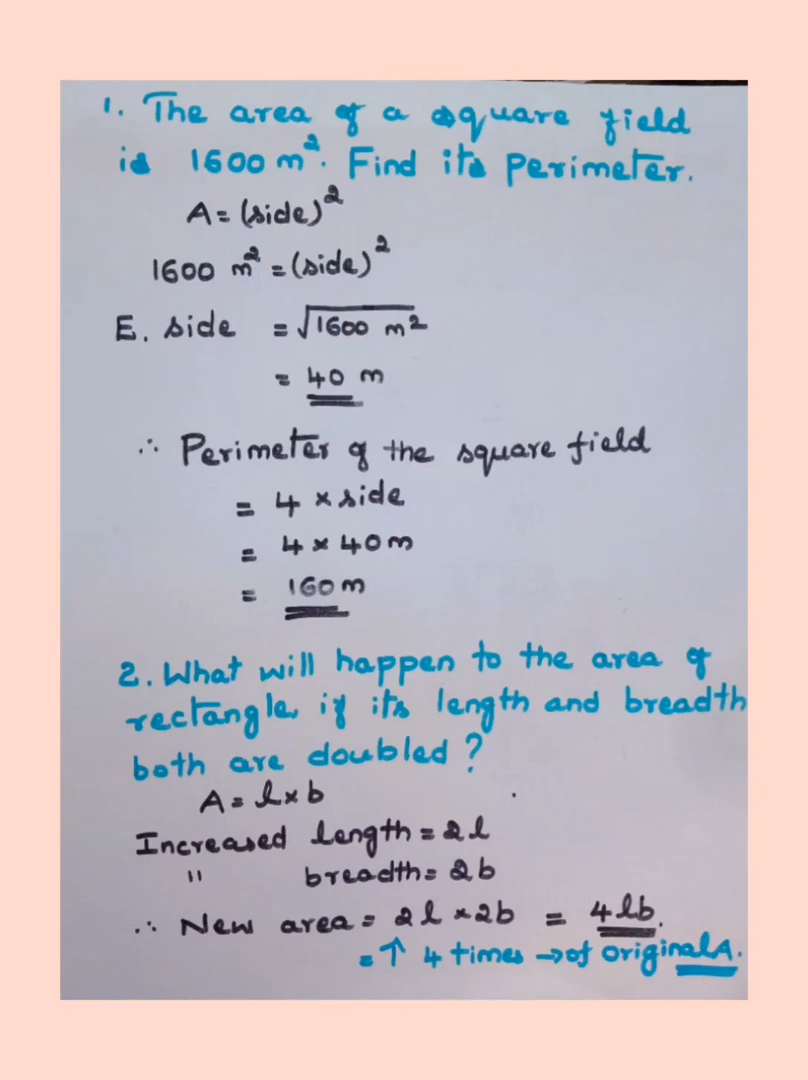 1. The area of a square field
is 1600 m². Find its perimeter.
A = (side)²
1600 m² = (side)²
E. side = √1600 m²
= 40 m
∴ Perimeter of the square field
= 4 × side
= 4 × 40 m
= 160 m
2. What will happen to the area of
rectangle, if its length and breadth
both are doubled?
A = l × b
Increased length = 2l
" breadth = 2b
∴ New area = 2l × 2b = 4lb.
= ↑ 4 times → of original A.